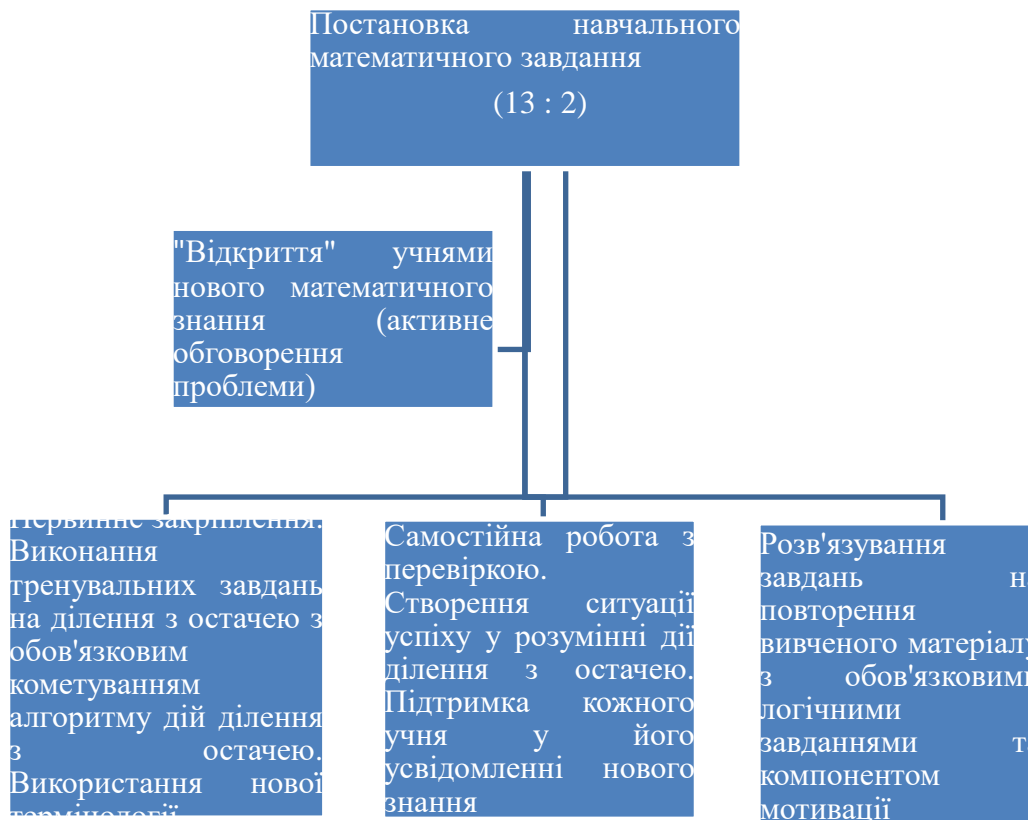 Постановка навчального
математичного завдання
(13 : 2)
"Відкриття" учнями
нового математичного
знання (активне
обговорення
проблеми)
Первинне закріплення.
Виконання
тренувальних завдань
на ділення з остачею з
обов'язковим
кометуванням
алгоритму дій ділення
з остачею.
Використання нової
термінології
Самостійна робота з
перевіркою.
Створення ситуації
успіху у розумінні дії
ділення з остачею.
Підтримка кожного
учня у його
усвідомленні нового
знання
Розв'язування
завдань н
повторення
вивченого матеріалу
з обов'язковими
логічними
завданнями т
компонентом
мотивації